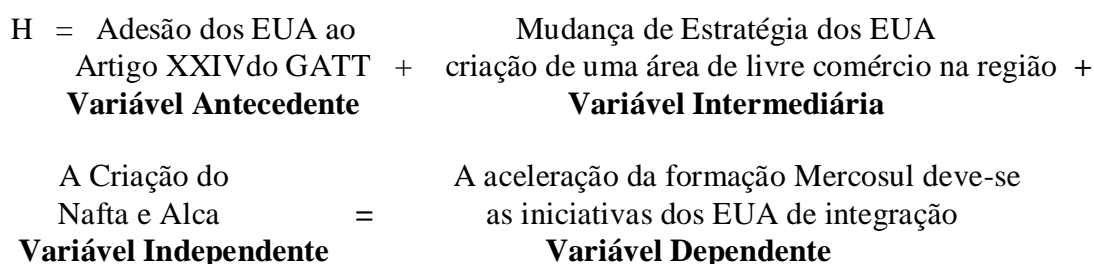 H = Adesão dos EUA ao Mudança de Estratégia dos EUA
Artigo XXIVdo GATT + criação de uma área de livre comércio na região +
Variável Antecedente Variável Intermediária
A Criação do A aceleração da formação Mercosul deve-se
Nafta e Alca = as iniciativas dos EUA de integração
Variável Independente Variável Dependente